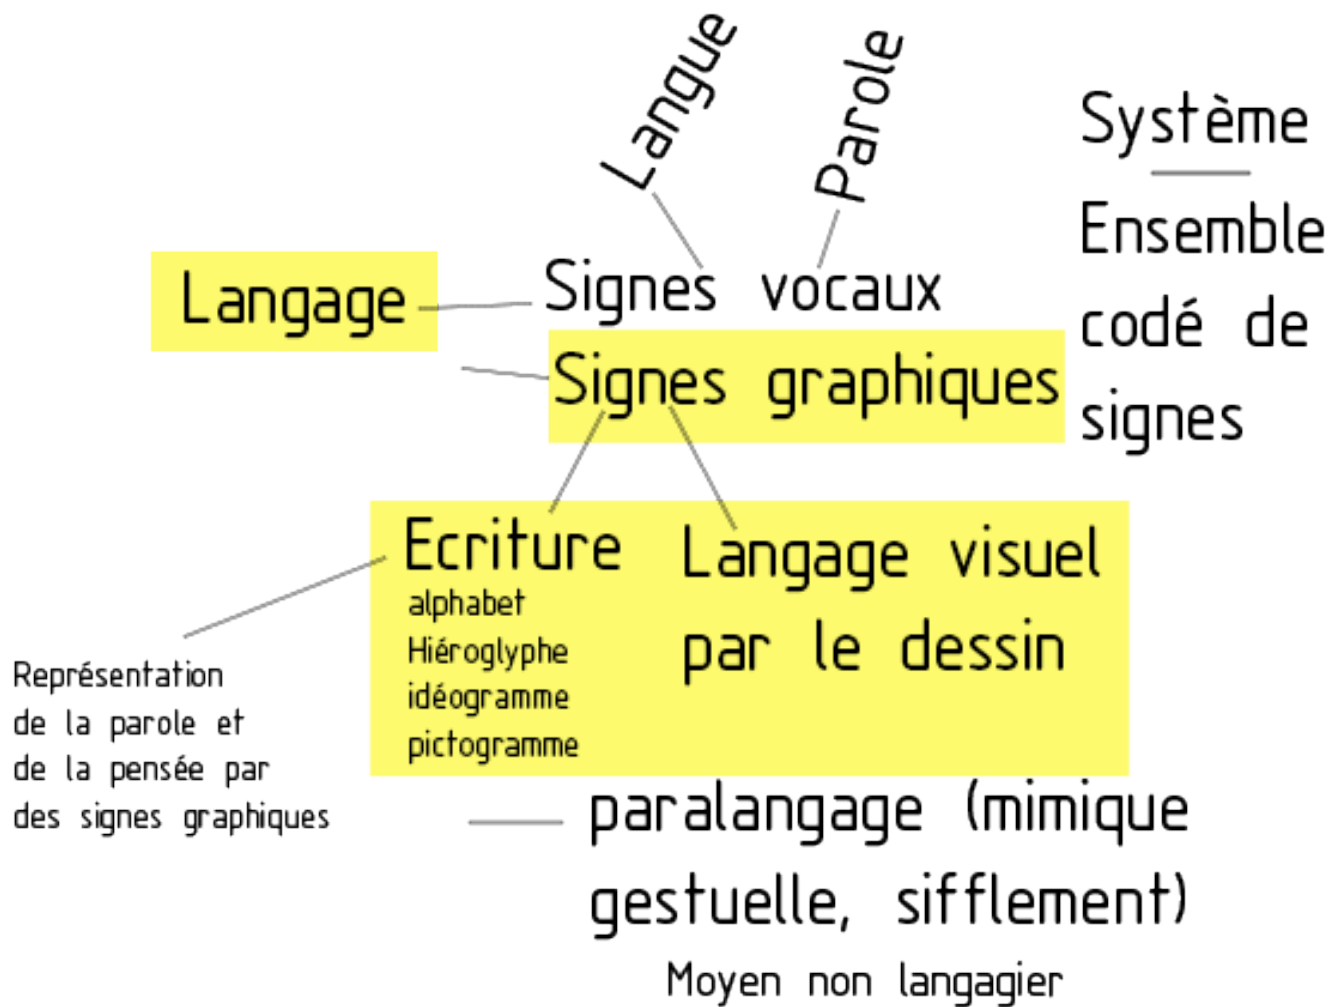 Langue
Parole
Système
Ensemble
codé de
signes
Langage
Signes vocaux
Signes graphiques
Ecriture
alphabet
Hiéroglyphe
idéogramme
pictogramme
Langage visuel
par le dessin
Représentation
de la parole et
de la pensée par
des signes graphiques
paralangage (mimique
gestuelle, sifflement)
Moyen non langagier